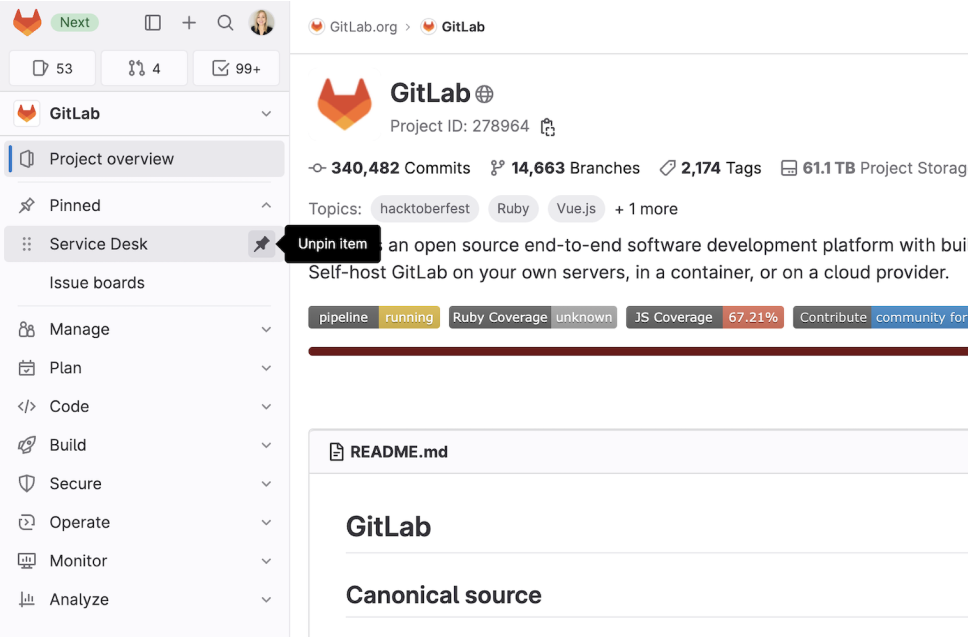 Next
53 4 99+
GitLab
Project overview
Pinned
Service Desk
Unpin item
Issue boards
Manage
Plan
Code
Build
Secure
Operate
Monitor
Analyze
GitLab.org › GitLab
GitLab
Project ID: 278964
340,482 Commits 14,663 Branches 2,174 Tags 61.1 TB Project Storag
Topics: hacktoberfest Ruby Vue.js + 1 more
an open source end-to-end software development platform with bui
Self-host GitLab on your own servers, in a container, or on a cloud provider.
pipeline running Ruby Coverage unknown JS Coverage 67.21% Contribute community for
README.md
GitLab
Canonical source